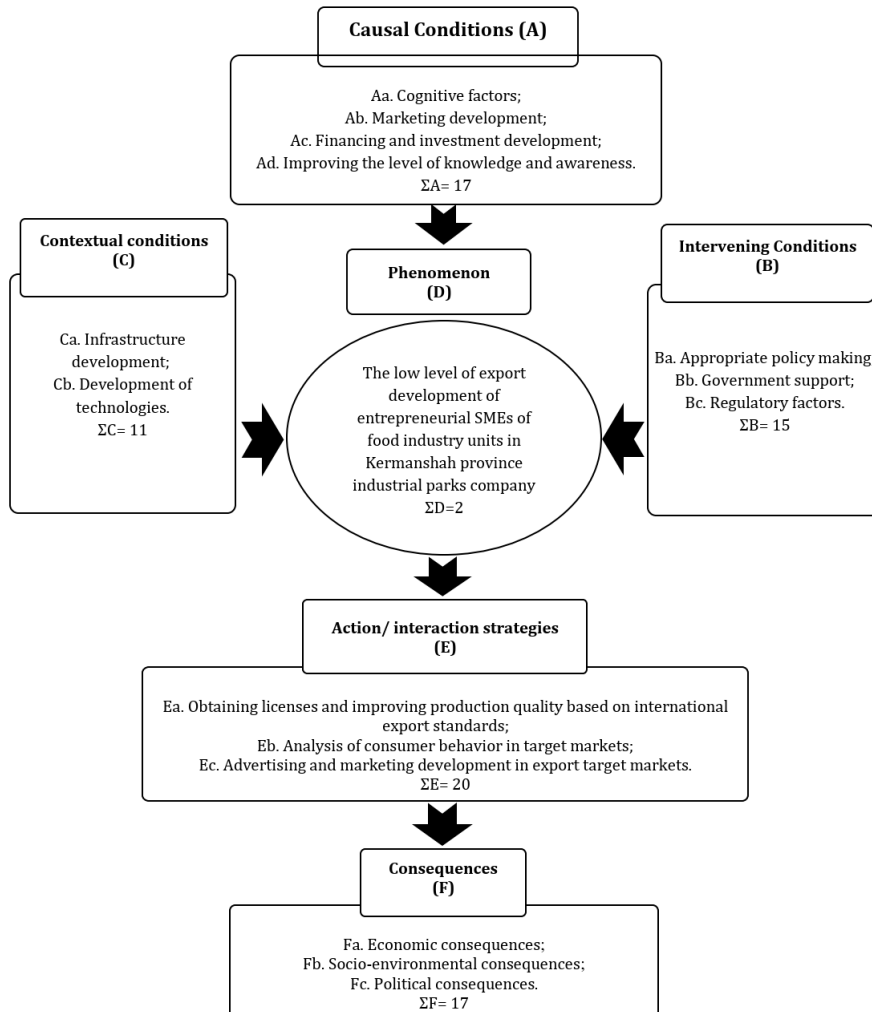 Causal Conditions (A)
Aa. Cognitive factors;
Ab. Marketing development;
Ac. Financing and investment development;
Ad. Improving the level of knowledge and awareness.
ΣA= 17
Contextual conditions
(C)
Ca. Infrastructure
development;
Cb. Development of
technologies.
ΣC= 11
Phenomenon
(D)
The low level of export
development of
entrepreneurial SMEs of
food industry units in
Kermanshah province
industrial parks company
ΣD=2
Intervening Conditions
(B)
Ba. Appropriate policy making
Bb. Government support;
Bc. Regulatory factors.
ΣB= 15
Action/ interaction strategies
(E)
Ea. Obtaining licenses and improving production quality based on international
export standards;
Eb. Analysis of consumer behavior in target markets;
Ec. Advertising and marketing development in export target markets.
ΣE= 20
Consequences
(F)
Fa. Economic consequences;
Fb. Socio-environmental consequences;
Fc. Political consequences.
ΣF= 17